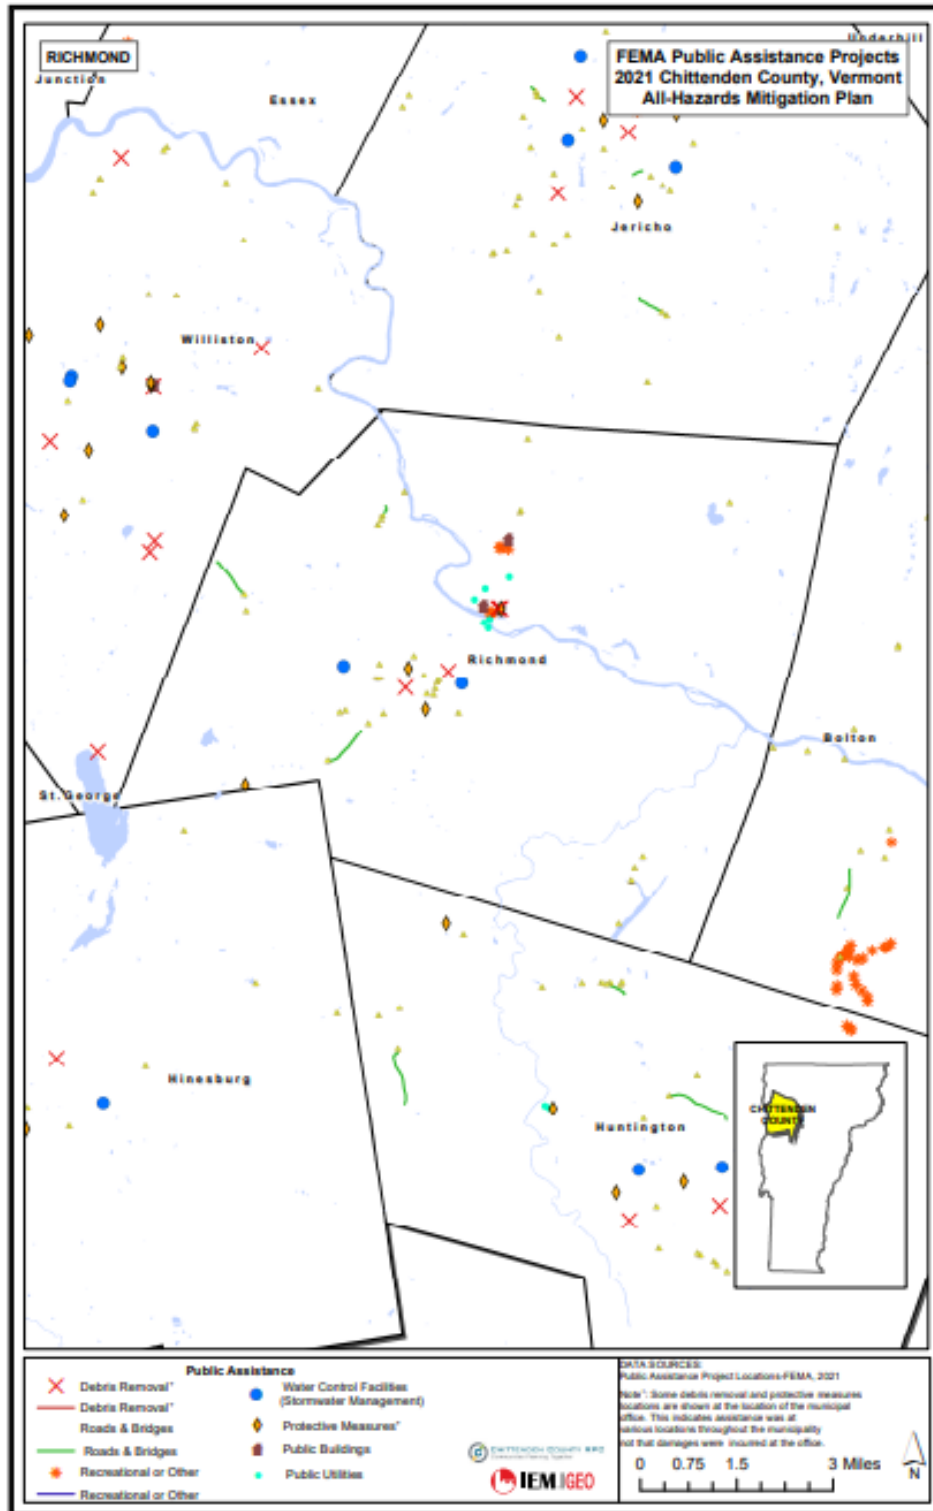 RICHMOND
Junction
Essex
Underhill
FEMA Public Assistance Projects
2021 Chittenden County, Vermont
All-Hazards Mitigation Plan
Jericho
Williston
Richmond
Bolton
St. George
Hinesburg
Huntington
CHITTENDEN
COUNTY
Public Assistance
Debris Removal*
Debris Removal*
Roads & Bridges
Roads & Bridges
Recreational or Other
Recreational or Other
Water Control Facilities
(Stormwater Management)
Protective Measures*
Public Buildings
Public Utilities
CHITTENDEN COUNTY RPC
IEM GEO
DATA SOURCES:
Public Assistance Project Locations-FEMA, 2021
Note*: Some debris removal and protective measures
locations are shown at the location of the municipal
office. This indicates assistance was at
various locations throughout the municipality
not that damages were incurred at the office.
0 0.75 1.5 3 Miles
N